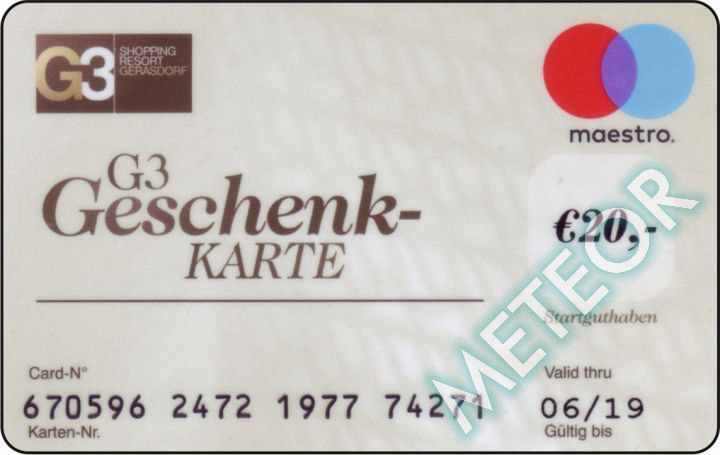 G3 SHOPPING
RESORT
GERASDORF
maestro.
G3
Geschenk-
KARTE
€20,-
Startguthaben
METEOR
Card-N° Valid thru
670596 2472 1977 74271 06/19
Karten-Nr. Gültig bis